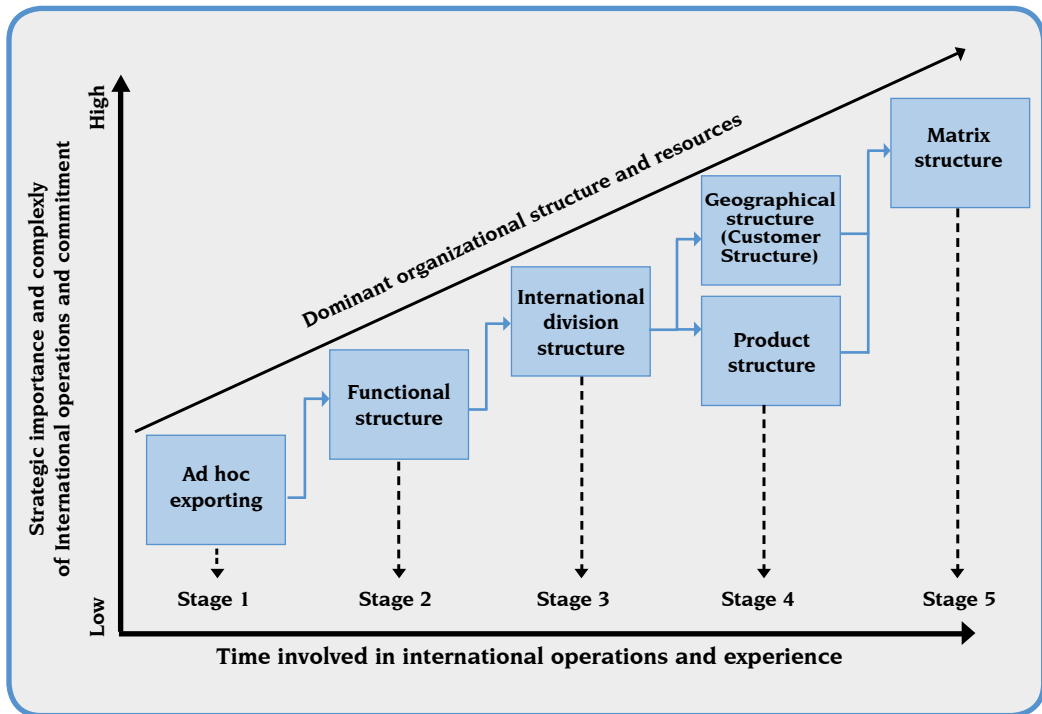 High
Strategic importance and complexly
of International operations and commitment
Low
Dominant organizational structure and resources
Matrix
structure
Geographical
structure
(Customer
Structure)
International
division
structure
Product
structure
Functional
structure
Ad hoc
exporting
Stage 1
Stage 2
Stage 3
Stage 4
Stage 5
Time involved in international operations and experience